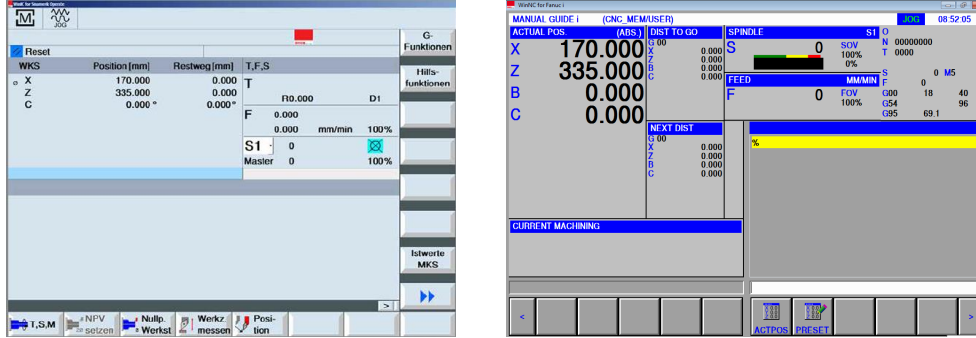 WinNC for Sinumerik Operate
M
JOG
G-
Funktionen
Reset
WKS Position [mm] Restweg [mm] T,F,S
Hilfs-
funktionen
X 170.000 0.000 T
Z 335.000 0.000 R0.000 D1
C 0.000 ° 0.000 °
F 0.000
0.000 mm/min 100%
S1 0
Master 0 100%
Istwerte
MKS
>
T,S,M NPV setzen Nullp. Werkst Werkz messen Posi-
tion
WinNC for Fanuc i
MANUAL GUIDE i (CNC_MEM/USER) JOG 08:52:05
ACTUAL POS. (ABS.) DIST TO GO SPINDLE S1 O
X 170.000 G 00 S 0 SOV N 00000000
X 0.000 100% T 0000
Z 335.000 Z 0.000 0%
B 0.000 S 0 M5
C 0.000 FEED MM/MIN F 0
B 0.000 F 0 FOV G00 18 40
100% G54 96
C 0.000 G95 69.1
NEXT DIST
G 00 %
X 0.000
Z 0.000
B 0.000
C 0.000
CURRENT MACHINING
< ACTPOS PRESET >